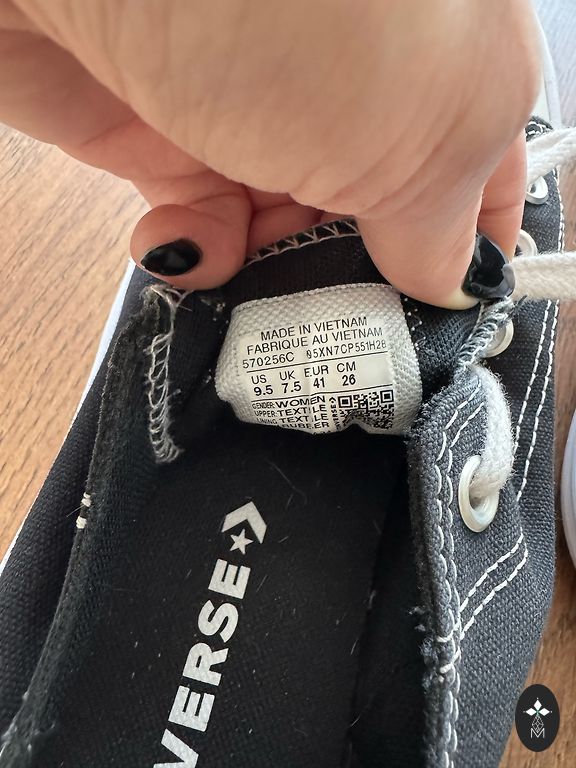 MADE IN VIETNAM
FABRIQUE AU VIETNAM
570256C 05XN7CP551H2B
US UK EUR CM
9.5 7.5 41 26
GENDER:WOMEN
UPPER:TEXTILE
LINING:TEXTILE
RUBBER
VERSE
M